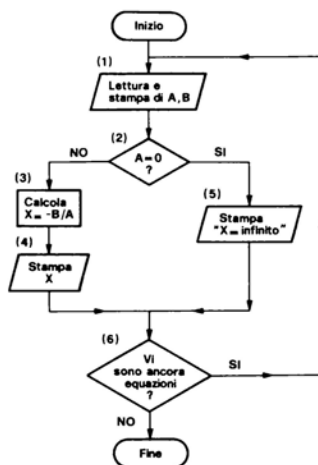 Inizio
(1)
Lettura e
stampa di A, B
(2)
NO
A=0
?
SI
(3)
Calcola
X= -B/A
(4)
Stampa
X
(5)
Stampa
"X= infinito"
(6)
Vi
sono ancora
equazioni
?
SI
NO
Fine